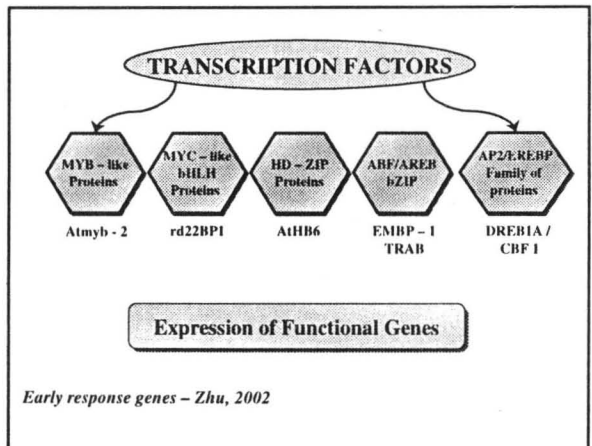 TRANSCRIPTION FACTORS
MYB – like
Proteins
MYC – like
bHLH
Proteins
HD – ZIP
Proteins
ABF/AREB
bZIP
AP2/EREBP
Family of
proteins
Atmyb - 2
rd22BP1
AtHB6
EMBP – 1
TRAB
DREB1A /
CBF 1
Expression of Functional Genes
Early response genes – Zhu, 2002